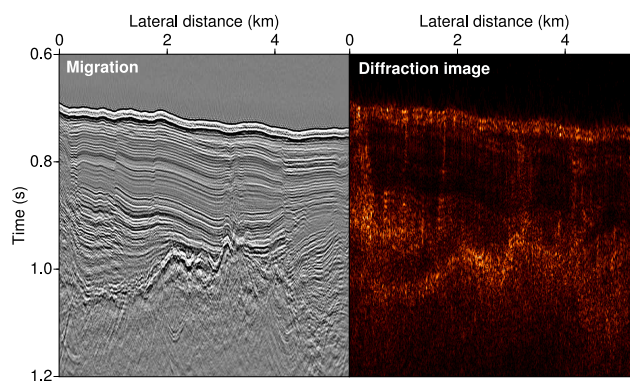 Lateral distance (km)
Lateral distance (km)
0 2 4
0 2 4
0.6
0.8
1.0
1.2
Time (s)
Migration
Diffraction image